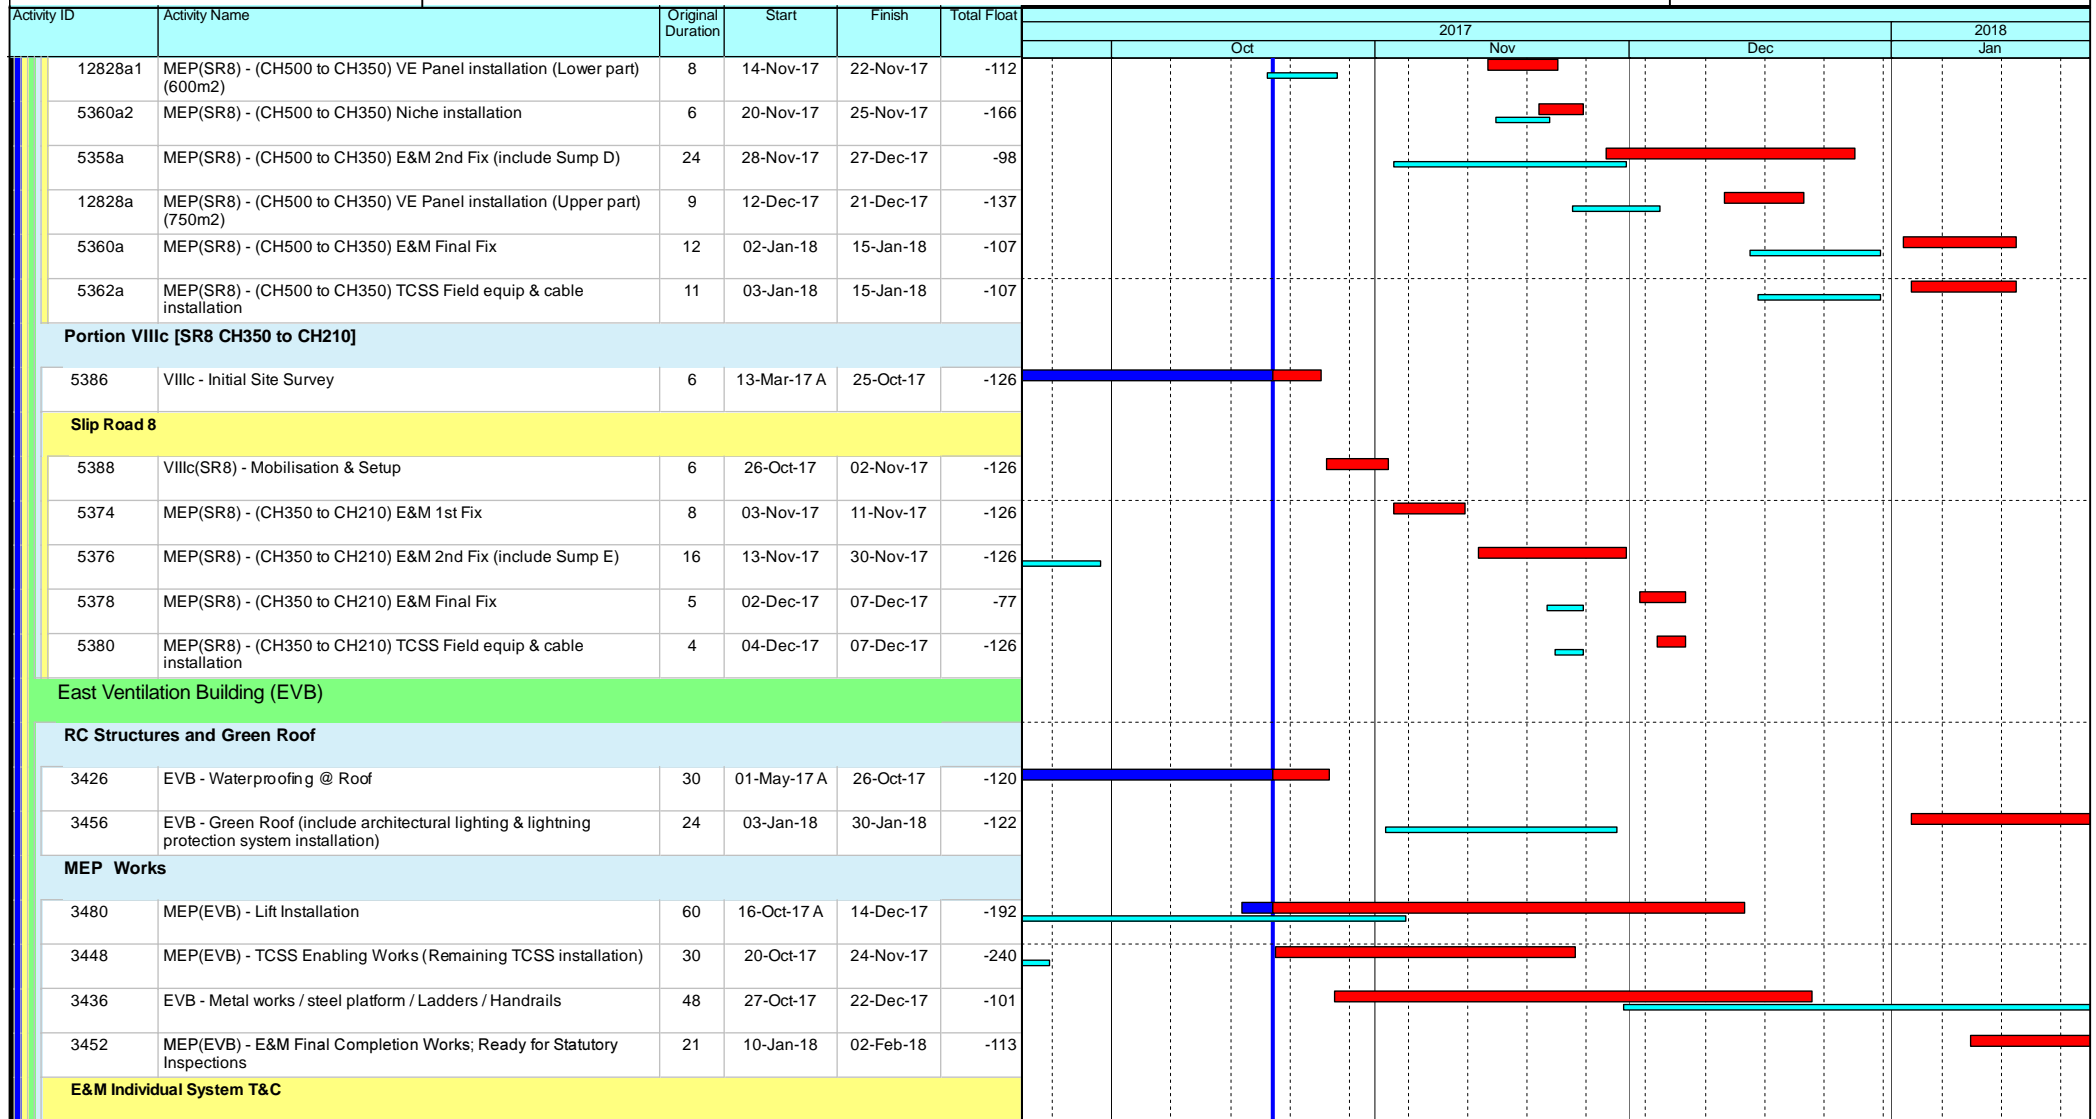 Activity ID Activity Name Original Start Finish Total Float
Duration
2017 2018
Oct Nov Dec Jan
12828a1 MEP(SR8) - (CH500 to CH350) VE Panel installation (Lower part) 8 14-Nov-17 22-Nov-17 -112
(600m2)
5360a2 MEP(SR8) - (CH500 to CH350) Niche installation 6 20-Nov-17 25-Nov-17 -166
5358a MEP(SR8) - (CH500 to CH350) E&M 2nd Fix (include Sump D) 24 28-Nov-17 27-Dec-17 -98
12828a MEP(SR8) - (CH500 to CH350) VE Panel installation (Upper part) 9 12-Dec-17 21-Dec-17 -137
(750m2)
5360a MEP(SR8) - (CH500 to CH350) E&M Final Fix 12 02-Jan-18 15-Jan-18 -107
5362a MEP(SR8) - (CH500 to CH350) TCSS Field equip & cable 11 03-Jan-18 15-Jan-18 -107
installation
Portion VIIIc [SR8 CH350 to CH210]
5386 VIIIc - Initial Site Survey 6 13-Mar-17 A 25-Oct-17 -126
Slip Road 8
5388 VIIIc(SR8) - Mobilisation & Setup 6 26-Oct-17 02-Nov-17 -126
5374 MEP(SR8) - (CH350 to CH210) E&M 1st Fix 8 03-Nov-17 11-Nov-17 -126
5376 MEP(SR8) - (CH350 to CH210) E&M 2nd Fix (include Sump E) 16 13-Nov-17 30-Nov-17 -126
5378 MEP(SR8) - (CH350 to CH210) E&M Final Fix 5 02-Dec-17 07-Dec-17 -77
5380 MEP(SR8) - (CH350 to CH210) TCSS Field equip & cable 4 04-Dec-17 07-Dec-17 -126
installation
East Ventilation Building (EVB)
RC Structures and Green Roof
3426 EVB - Waterproofing @ Roof 30 01-May-17 A 26-Oct-17 -120
3456 EVB - Green Roof (include architectural lighting & lightning 24 03-Jan-18 30-Jan-18 -122
protection system installation)
MEP Works
3480 MEP(EVB) - Lift Installation 60 16-Oct-17 A 14-Dec-17 -192
3448 MEP(EVB) - TCSS Enabling Works (Remaining TCSS installation) 30 20-Oct-17 24-Nov-17 -240
3436 EVB - Metal works / steel platform / Ladders / Handrails 48 27-Oct-17 22-Dec-17 -101
3452 MEP(EVB) - E&M Final Completion Works; Ready for Statutory 21 10-Jan-18 02-Feb-18 -113
Inspections
E&M Individual System T&C